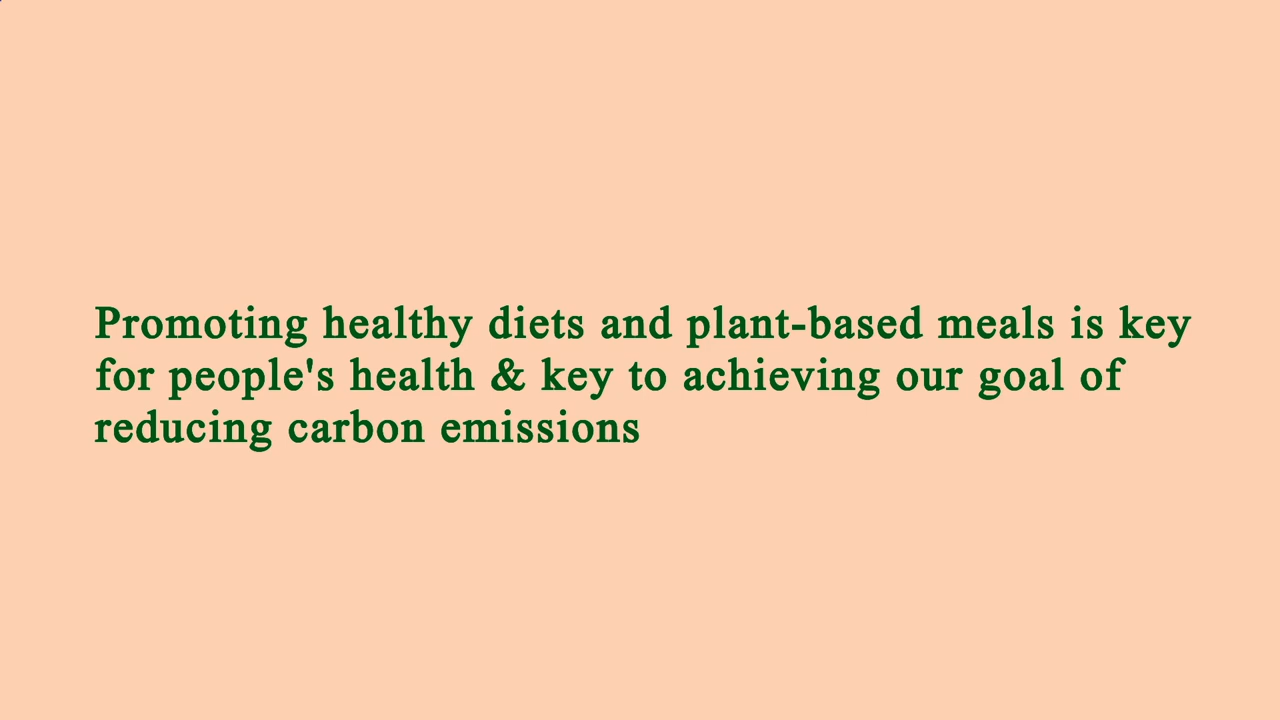 Promoting healthy diets and plant-based meals is key
for people's health & key to achieving our goal of
reducing carbon emissions